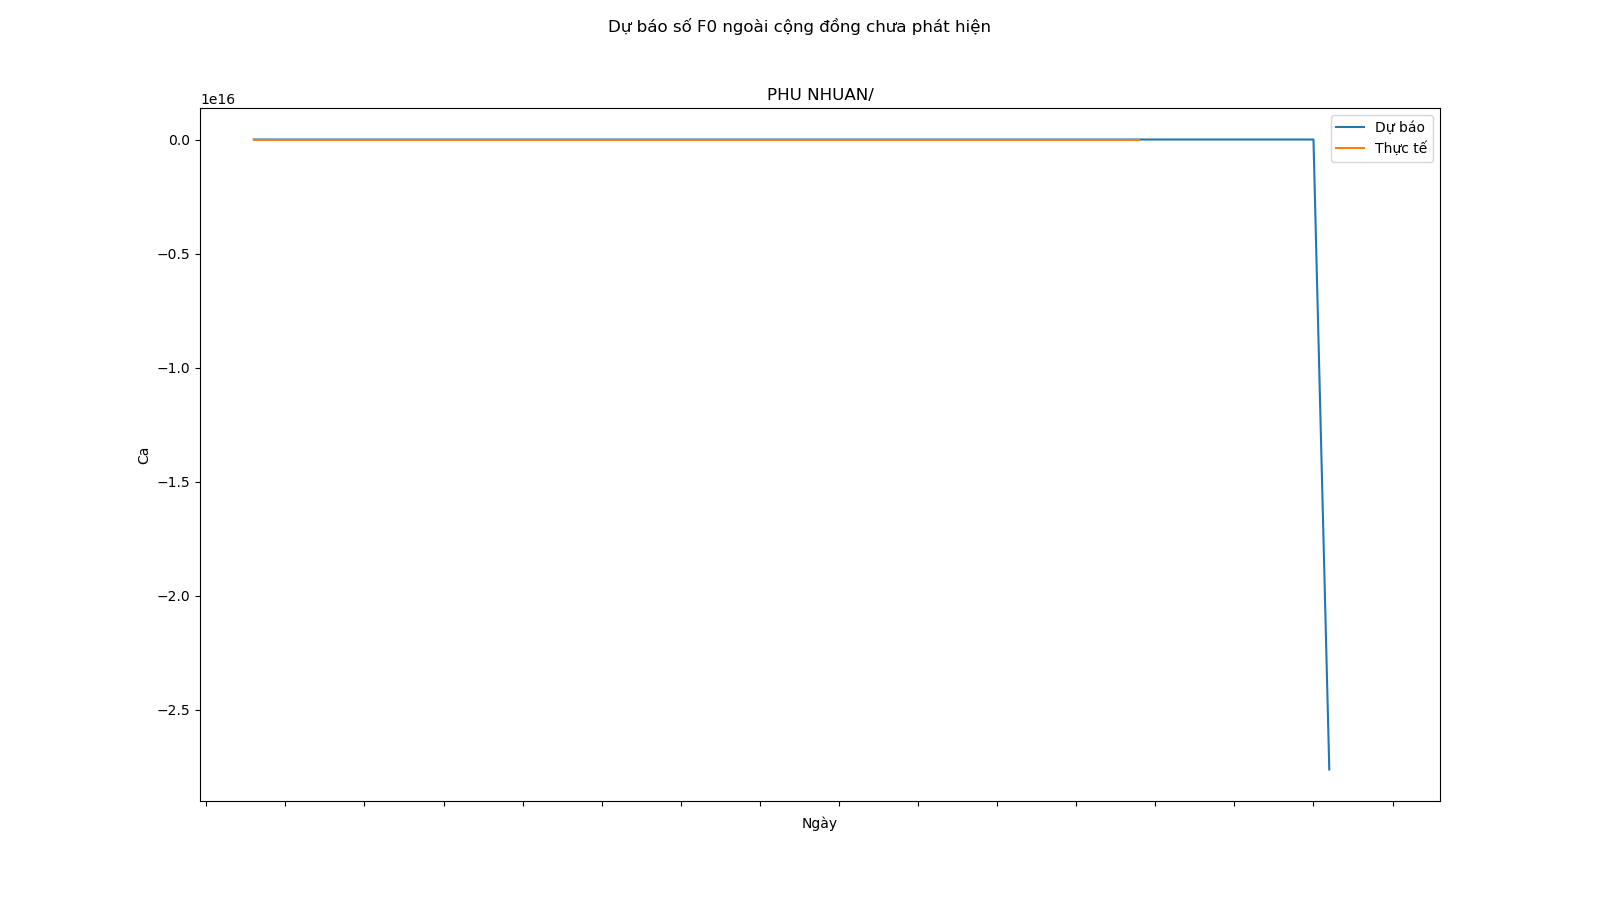 Dự báo số F0 ngoài cộng đồng chưa phát hiện
PHU NHUAN/
1e16
Dự báo
Thực tế
0.0
−0.5
−1.0
−1.5
−2.0
−2.5
Ca
Ngày